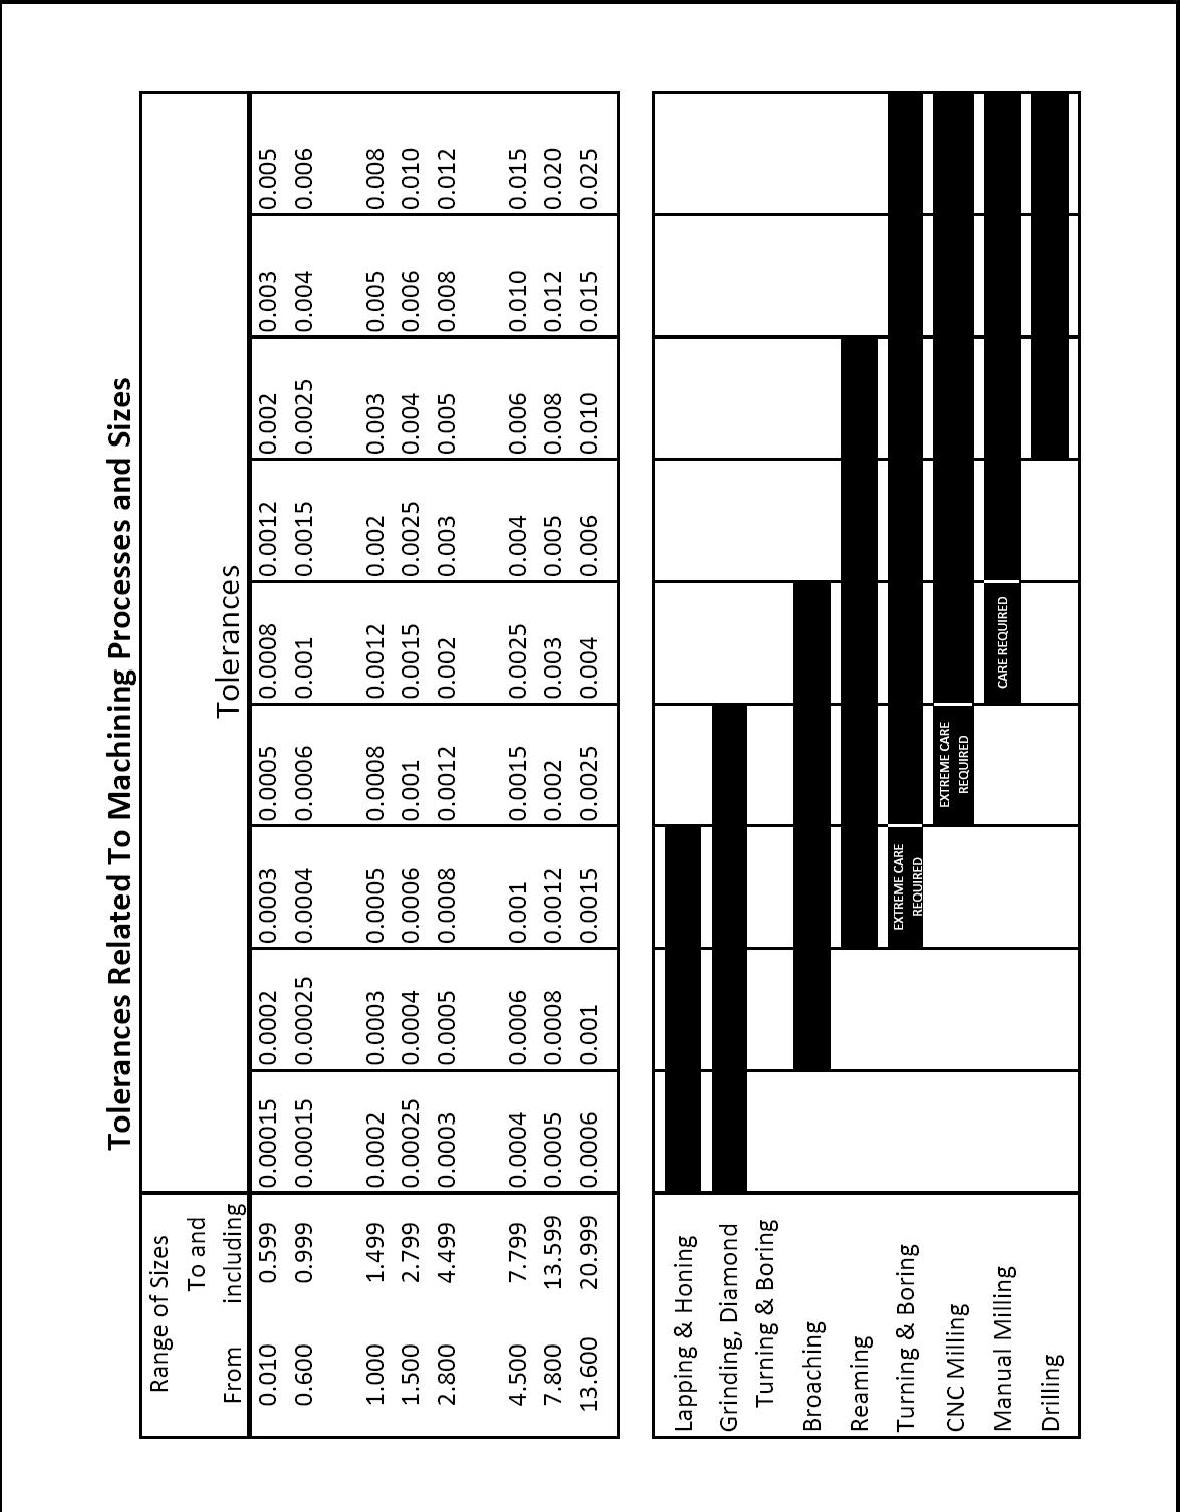 Tolerances Related To Machining Processes and Sizes
Range of Sizes
To and
From including Tolerances
0.010 0.599 0.00015 0.0002 0.0003 0.0005 0.0008 0.0012 0.002 0.003 0.005
0.600 0.999 0.00015 0.00025 0.0004 0.0006 0.001 0.0015 0.0025 0.004 0.006
1.000 1.499 0.0002 0.0003 0.0005 0.0008 0.0012 0.002 0.003 0.005 0.008
1.500 2.799 0.00025 0.0004 0.0006 0.001 0.0015 0.0025 0.004 0.006 0.010
2.800 4.499 0.0003 0.0005 0.0008 0.0012 0.002 0.003 0.005 0.008 0.012
4.500 7.799 0.0004 0.0006 0.001 0.0015 0.0025 0.004 0.006 0.010 0.015
7.800 13.599 0.0005 0.0008 0.0012 0.002 0.003 0.005 0.008 0.012 0.020
13.600 20.999 0.0006 0.001 0.0015 0.0025 0.004 0.006 0.010 0.015 0.025
Lapping & Honing
Grinding, Diamond
Turning & Boring
Broaching
Reaming
Turning & Boring
EXTREME CARE
REQUIRED
CNC Milling
EXTREME CARE
REQUIRED
Manual Milling
CARE REQUIRED
Drilling